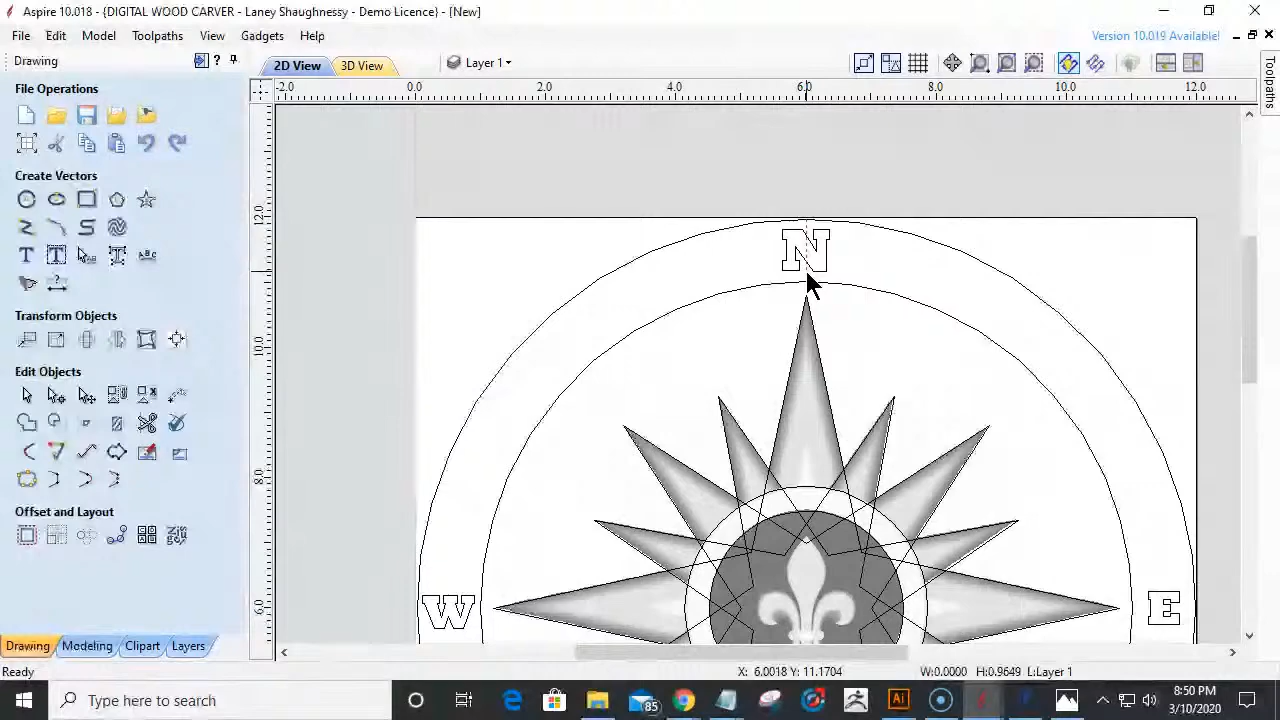 Aspire 10.018 - {DIGITAL WOOD CARVER - Laney Shaughnessy - Demo Licence} - [New]
File Edit Model Toolpaths View Gadgets Help Version 10.019 Available!
Drawing
2D View 3D View Layer 1
Toolpaths
-2.0 0.0 2.0 4.0 6.0 8.0 10.0 12.0
File Operations
Create Vectors
Transform Objects
Edit Objects
Offset and Layout
12.0
10.0
8.0
6.0
N
W E
Drawing Modeling Clipart Layers
Ready X: 6.0018 Y: 11.1704 W:0.0000 H:0.9649 L:Layer 1
Type here to search
85
Ai
8:50 PM
3/10/2020